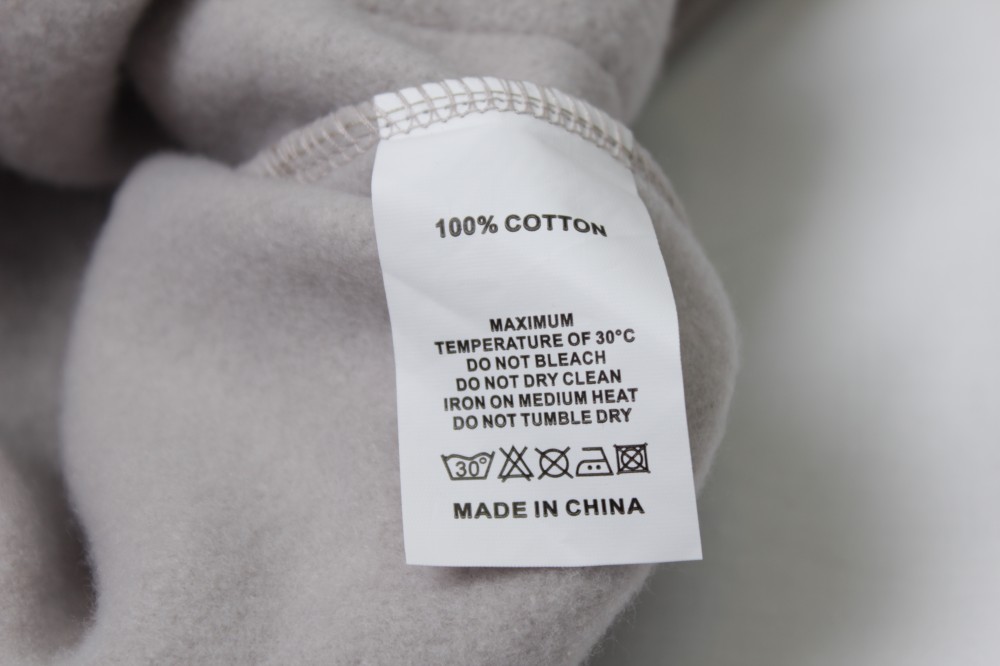 100% COTTON
MAXIMUM
TEMPERATURE OF 30°C
DO NOT BLEACH
DO NOT DRY CLEAN
IRON ON MEDIUM HEAT
DO NOT TUMBLE DRY
30°
MADE IN CHINA